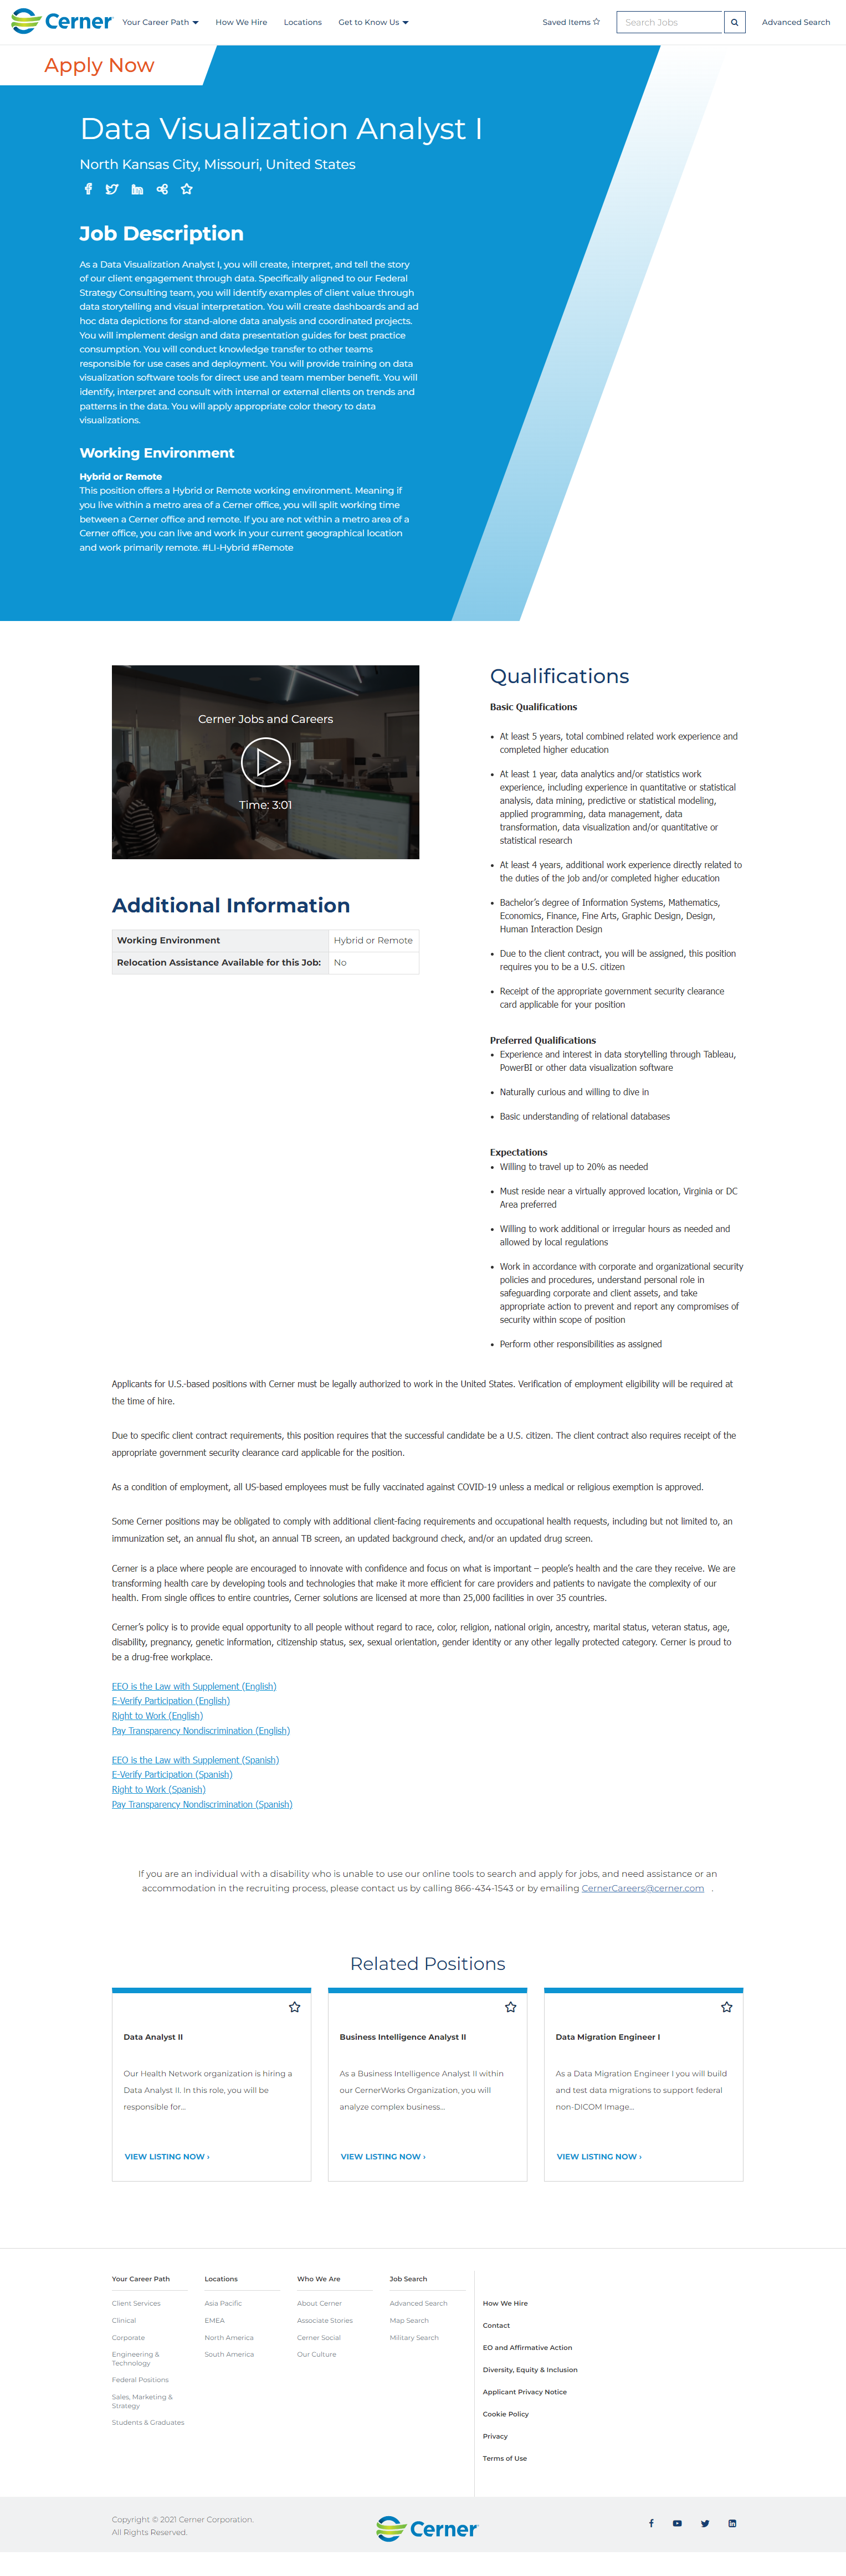 Cerner
Your Career Path
How We Hire
Locations
Get to Know Us
Saved Items
Search Jobs
Advanced Search
Apply Now
Data Visualization Analyst I
North Kansas City, Missouri, United States
Job Description
As a Data Visualization Analyst I, you will create, interpret, and tell the story
of our client engagement through data. Specifically aligned to our Federal
Strategy Consulting team, you will identify examples of client value through
data storytelling and visual interpretation. You will create dashboards and ad
hoc data depictions for stand-alone data analysis and coordinated projects.
You will implement design and data presentation guides for best practice
consumption. You will conduct knowledge transfer to other teams
responsible for use cases and deployment. You will provide training on data
visualization software tools for direct use and team member benefit. You will
identify, interpret and consult with internal or external clients on trends and
patterns in the data. You will apply appropriate color theory to data
visualizations.
Working Environment
Hybrid or Remote
This position offers a Hybrid or Remote working environment. Meaning if
you live within a metro area of a Cerner office, you will split working time
between a Cerner office and remote. If you are not within a metro area of a
Cerner office, you can live and work in your current geographical location
and work primarily remote. #LI-Hybrid #Remote
Cerner Jobs and Careers
Time: 3:01
Additional Information
Working Environment Hybrid or Remote
Relocation Assistance Available for this Job: No
Qualifications
Basic Qualifications
• At least 5 years, total combined related work experience and
completed higher education
• At least 1 year, data analytics and/or statistics work
experience, including experience in quantitative or statistical
analysis, data mining, predictive or statistical modeling,
applied programming, data management, data
transformation, data visualization and/or quantitative or
statistical research
• At least 4 years, additional work experience directly related to
the duties of the job and/or completed higher education
• Bachelor's degree of Information Systems, Mathematics,
Economics, Finance, Fine Arts, Graphic Design, Design,
Human Interaction Design
• Due to the client contract, you will be assigned, this position
requires you to be a U.S. citizen
• Receipt of the appropriate government security clearance
card applicable for your position
Preferred Qualifications
• Experience and interest in data storytelling through Tableau,
PowerBI or other data visualization software
• Naturally curious and willing to dive in
• Basic understanding of relational databases
Expectations
• Willing to travel up to 20% as needed
• Must reside near a virtually approved location, Virginia or DC
Area preferred
• Willing to work additional or irregular hours as needed and
allowed by local regulations
• Work in accordance with corporate and organizational security
policies and procedures, understand personal role in
safeguarding corporate and client assets, and take
appropriate action to prevent and report any compromises of
security within scope of position
• Perform other responsibilities as assigned
Applicants for U.S.-based positions with Cerner must be legally authorized to work in the United States. Verification of employment eligibility will be required at
the time of hire.
Due to specific client contract requirements, this position requires that the successful candidate be a U.S. citizen. The client contract also requires receipt of the
appropriate government security clearance card applicable for the position.
As a condition of employment, all US-based employees must be fully vaccinated against COVID-19 unless a medical or religious exemption is approved.
Some Cerner positions may be obligated to comply with additional client-facing requirements and occupational health requests, including but not limited to, an
immunization set, an annual flu shot, an annual TB screen, an updated background check, and/or an updated drug screen.
Cerner is a place where people are encouraged to innovate with confidence and focus on what is important – people's health and the care they receive. We are
transforming health care by developing tools and technologies that make it more efficient for care providers and patients to navigate the complexity of our
health. From single offices to entire countries, Cerner solutions are licensed at more than 25,000 facilities in over 35 countries.
Cerner's policy is to provide equal opportunity to all people without regard to race, color, religion, national origin, ancestry, marital status, veteran status, age,
disability, pregnancy, genetic information, citizenship status, sex, sexual orientation, gender identity or any other legally protected category. Cerner is proud to
be a drug-free workplace.
EEO is the Law with Supplement (English)
E-Verify Participation (English)
Right to Work (English)
Pay Transparency Nondiscrimination (English)
EEO is the Law with Supplement (Spanish)
E-Verify Participation (Spanish)
Right to Work (Spanish)
Pay Transparency Nondiscrimination (Spanish)
If you are an individual with a disability who is unable to use our online tools to search and apply for jobs, and need assistance or an
accommodation in the recruiting process, please contact us by calling 866-434-1543 or by emailing CernerCareers@cerner.com .
Related Positions
Data Analyst II
Our Health Network organization is hiring a
Data Analyst II. In this role, you will be
responsible for...
VIEW LISTING NOW ›
Business Intelligence Analyst II
As a Business Intelligence Analyst II within
our CernerWorks Organization, you will
analyze complex business...
VIEW LISTING NOW ›
Data Migration Engineer I
As a Data Migration Engineer I you will build
and test data migrations to support federal
non-DICOM Image...
VIEW LISTING NOW ›
Your Career Path
Client Services
Clinical
Corporate
Engineering &
Technology
Federal Positions
Sales, Marketing &
Strategy
Students & Graduates
Locations
Asia Pacific
EMEA
North America
South America
Who We Are
About Cerner
Associate Stories
Cerner Social
Our Culture
Job Search
Advanced Search
Map Search
Military Search
How We Hire
Contact
EO and Affirmative Action
Diversity, Equity & Inclusion
Applicant Privacy Notice
Cookie Policy
Privacy
Terms of Use
Copyright © 2021 Cerner Corporation.
All Rights Reserved.
Cerner